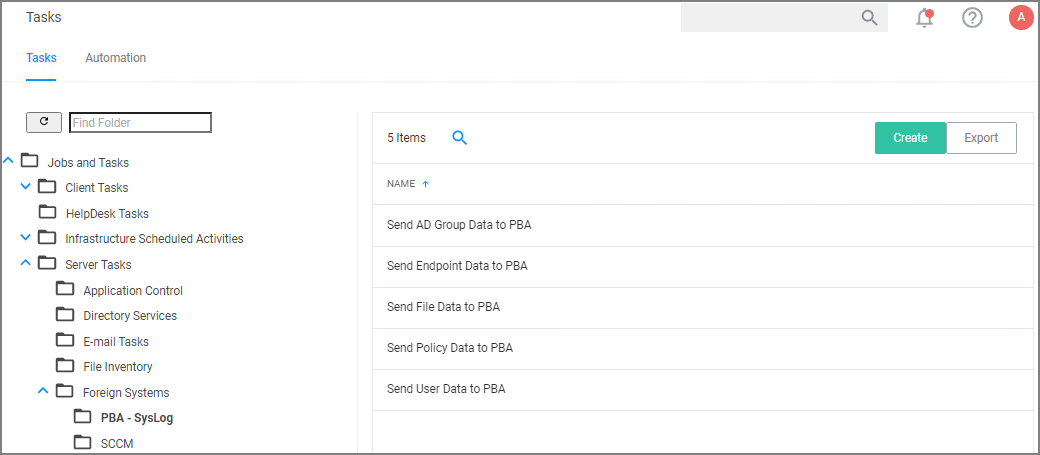 Tasks
A
Tasks Automation
Find Folder
5 Items
Create Export
Jobs and Tasks
Client Tasks
HelpDesk Tasks
Infrastructure Scheduled Activities
Server Tasks
Application Control
Directory Services
E-mail Tasks
File Inventory
Foreign Systems
PBA - SysLog
SCCM
NAME
Send AD Group Data to PBA
Send Endpoint Data to PBA
Send File Data to PBA
Send Policy Data to PBA
Send User Data to PBA